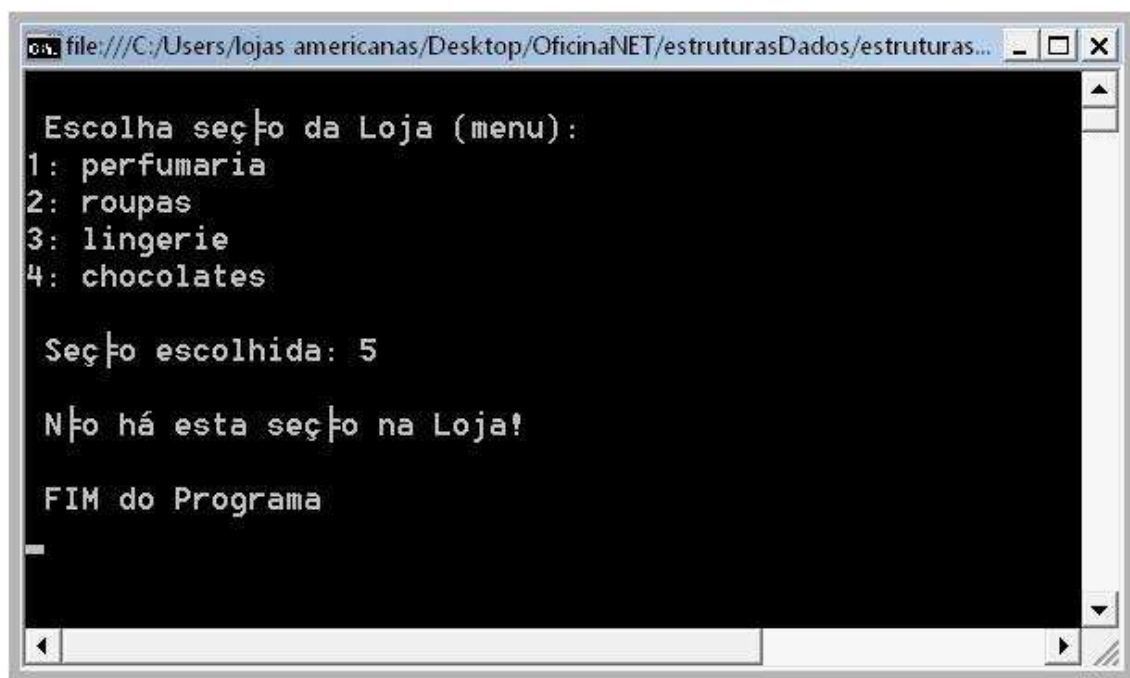 file:///C:/Users/lojas americanas/Desktop/OficinaNET/estruturasDados/estruturas...
Escolha seç╞o da Loja (menu):
1: perfumaria
2: roupas
3: lingerie
4: chocolates
Seç╞o escolhida: 5
N╞o há esta seç╞o na Loja!
FIM do Programa